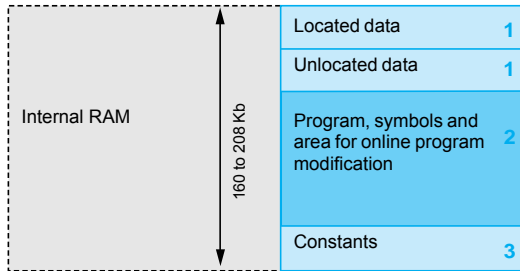 Located data 1
Unlocated data 1
Internal RAM
160 to 208 Kb
Program, symbols and
area for online program 2
modification
Constants 3